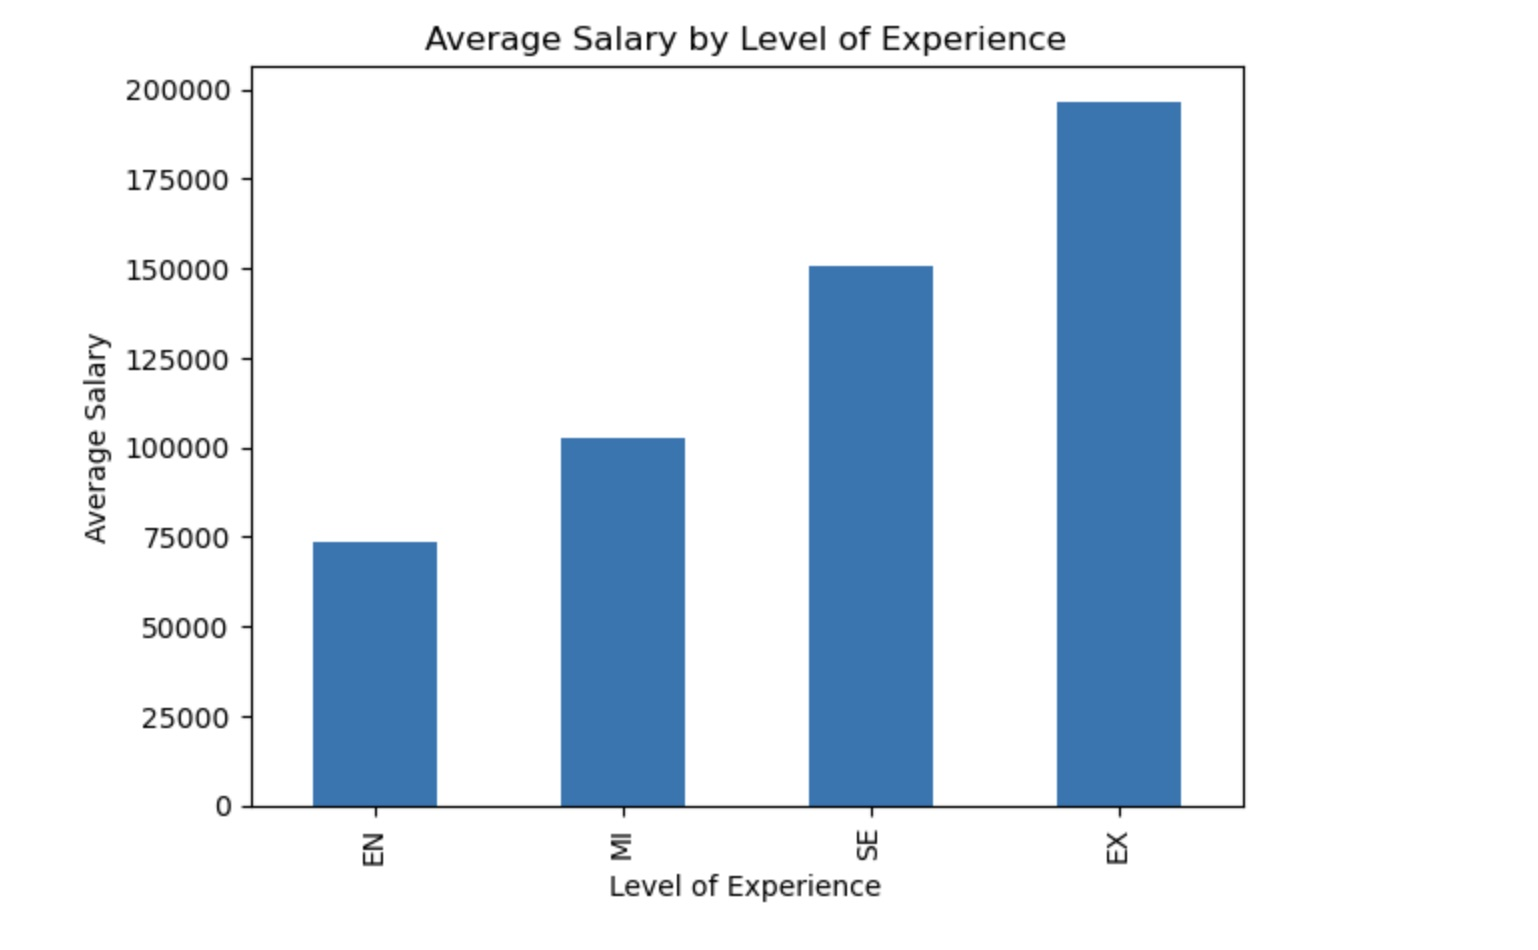 Average Salary by Level of Experience
200000
175000
150000
125000
100000
75000
50000
25000
0
Average Salary
EN
MI
SE
EX
Level of Experience